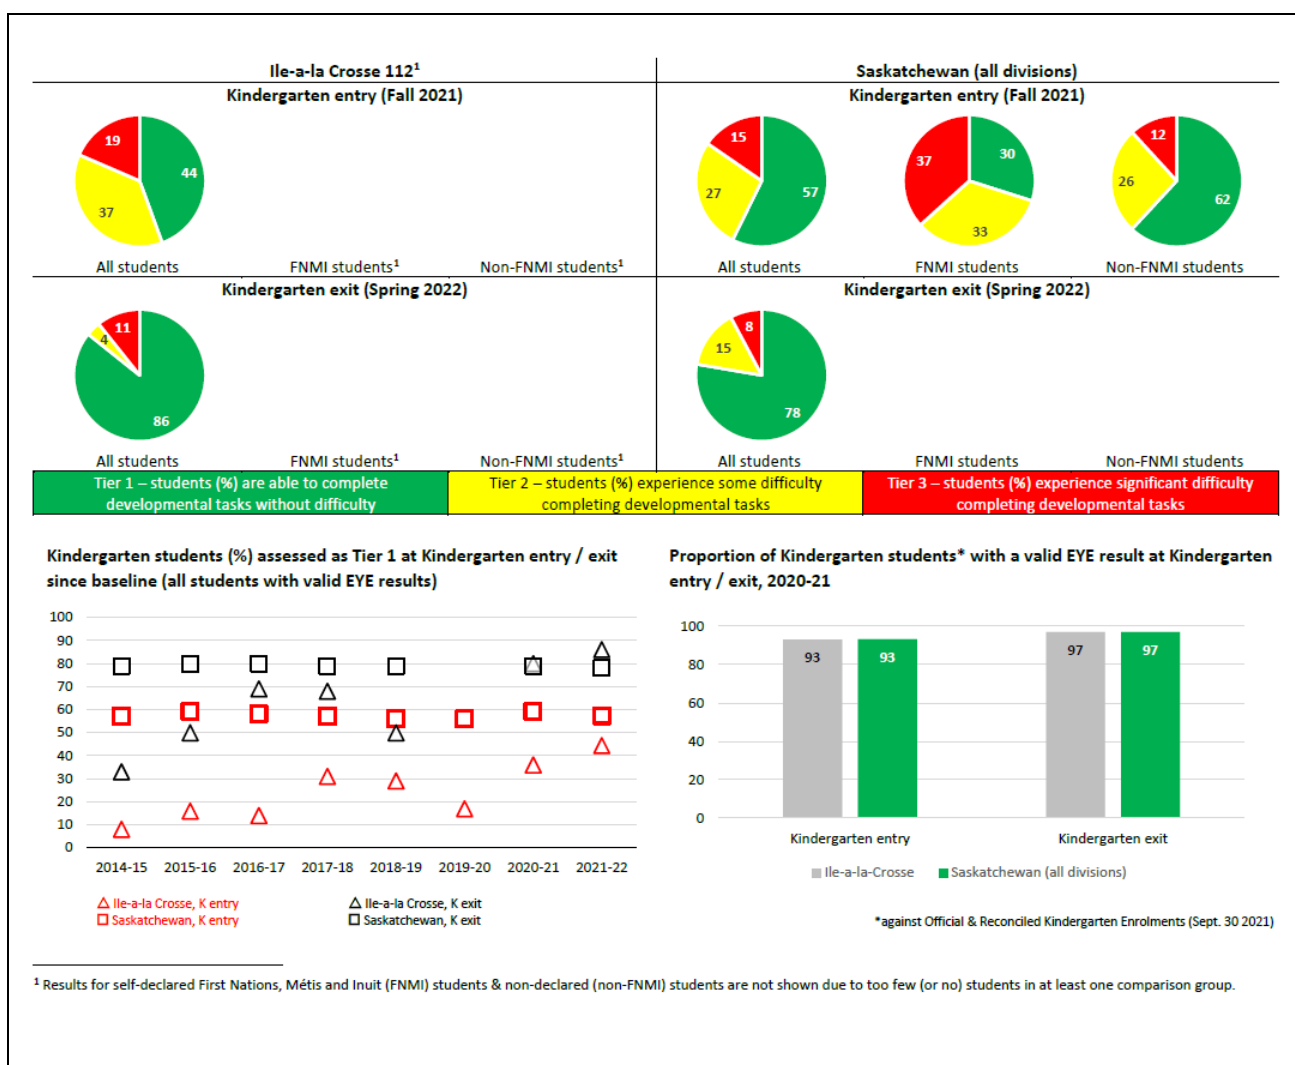 Ile-a-la Crosse 112¹
Saskatchewan (all divisions)
Kindergarten entry (Fall 2021)
Kindergarten entry (Fall 2021)
19
44
37
15
57
27
37
30
33
12
62
26
All students
FNMI students¹
Non-FNMI students¹
All students
FNMI students
Non-FNMI students
Kindergarten exit (Spring 2022)
Kindergarten exit (Spring 2022)
11
4
86
8
15
78
All students
FNMI students¹
Non-FNMI students¹
All students
FNMI students
Non-FNMI students
Tier 1 – students (%) are able to complete
developmental tasks without difficulty
Tier 2 – students (%) experience some difficulty
completing developmental tasks
Tier 3 – students (%) experience significant difficulty
completing developmental tasks
Kindergarten students (%) assessed as Tier 1 at Kindergarten entry / exit
since baseline (all students with valid EYE results)
100
90
80
70
60
50
40
30
20
10
0
2014-15
2015-16
2016-17
2017-18
2018-19
2019-20
2020-21
2021-22
Ile-a-la Crosse, K entry
Ile-a-la Crosse, K exit
Saskatchewan, K entry
Saskatchewan, K exit
Proportion of Kindergarten students* with a valid EYE result at Kindergarten
entry / exit, 2020-21
100
80
60
40
20
0
93
93
97
97
Kindergarten entry
Kindergarten exit
Ile-a-la-Crosse
Saskatchewan (all divisions)
*against Official & Reconciled Kindergarten Enrolments (Sept. 30 2021)
¹ Results for self-declared First Nations, Métis and Inuit (FNMI) students & non-declared (non-FNMI) students are not shown due to too few (or no) students in at least one comparison group.